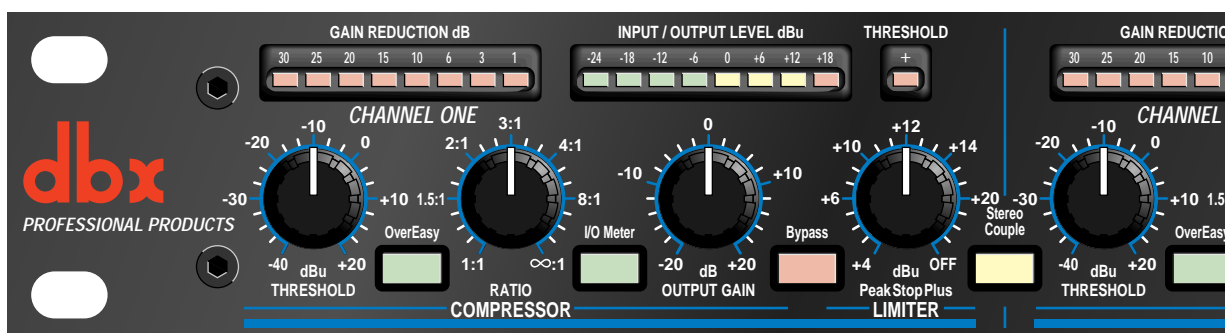 GAIN REDUCTION dB INPUT / OUTPUT LEVEL dBu THRESHOLD GAIN REDUCTIO
30 25 20 15 10 6 3 1 -24 -18 -12 -6 0 +6 +12 +18 + 30 25 20 15 10
CHANNEL ONE CHANNEL
dbx
PROFESSIONAL PRODUCTS
-40 -30 -20 -10 0 +10 +20
dBu
THRESHOLD
OverEasy
1:1 1.5:1 2:1 3:1 4:1 8:1 ∞:1
RATIO
I/O Meter
-20 -10 0 +10 +20
dB
OUTPUT GAIN
Bypass
COMPRESSOR
+4 +6 +10 +12 +14 +20 OFF
dBu
PeakStopPlus
LIMITER
Stereo
Couple
-40 -30 -20 -10 0 +10 +20
dBu
THRESHOLD
1.5
OverEasy